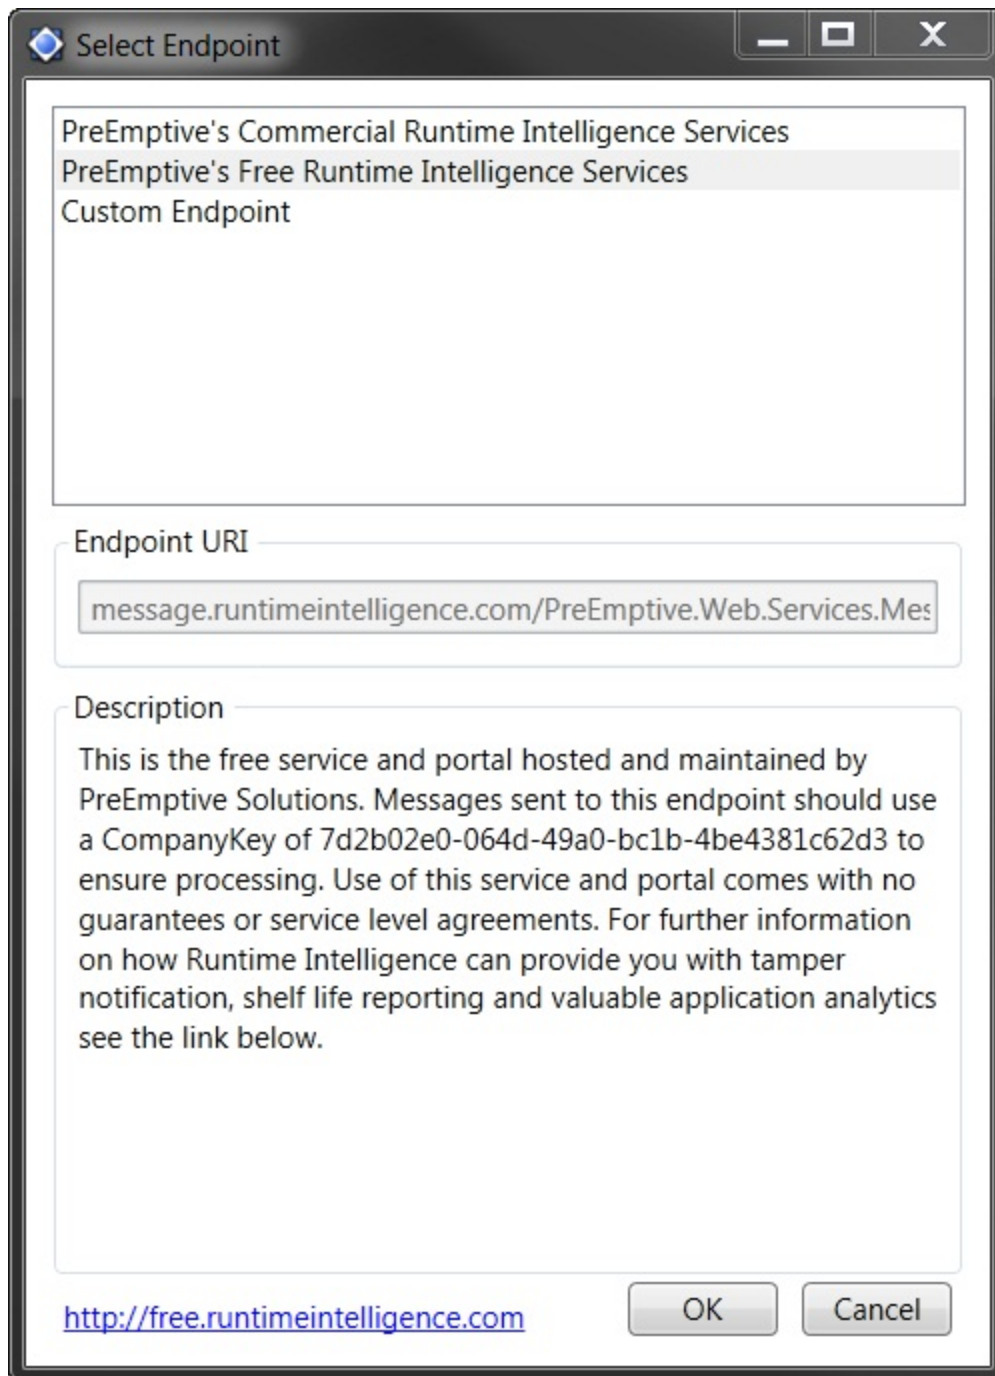 Select Endpoint
PreEmptive's Commercial Runtime Intelligence Services
PreEmptive's Free Runtime Intelligence Services
Custom Endpoint
Endpoint URI
message.runtimeintelligence.com/PreEmptive.Web.Services.Mes
Description
This is the free service and portal hosted and maintained by
PreEmptive Solutions. Messages sent to this endpoint should use
a CompanyKey of 7d2b02e0-064d-49a0-bc1b-4be4381c62d3 to
ensure processing. Use of this service and portal comes with no
guarantees or service level agreements. For further information
on how Runtime Intelligence can provide you with tamper
notification, shelf life reporting and valuable application analytics
see the link below.
http://free.runtimeintelligence.com
OK
Cancel